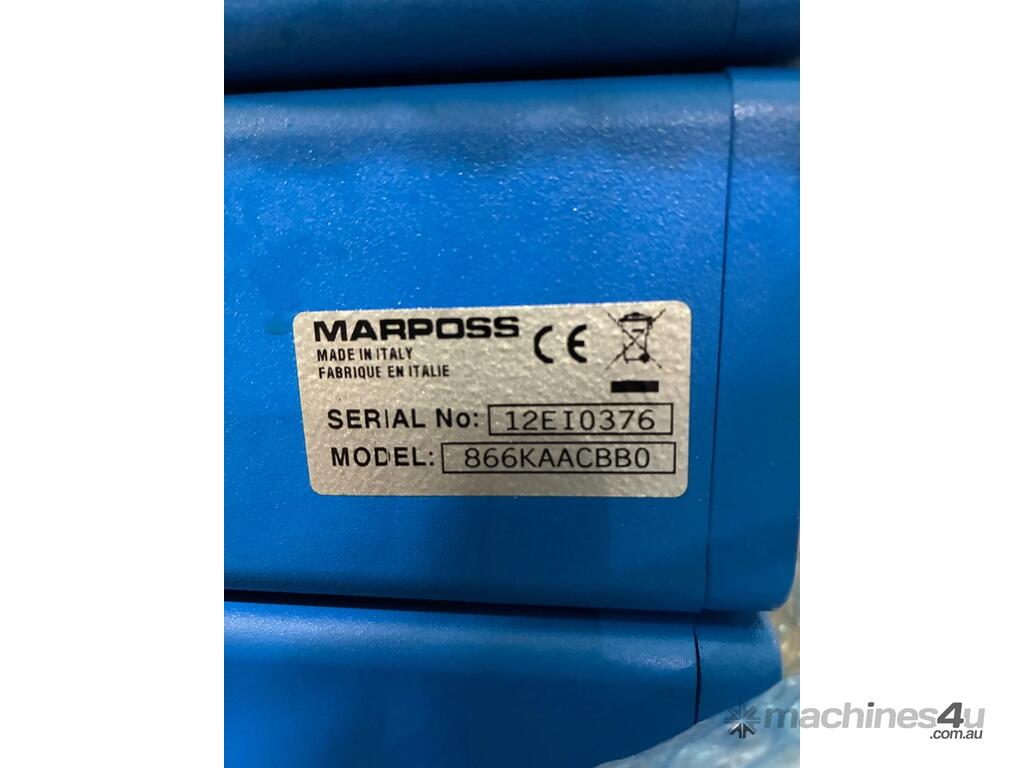 MARPOSS
MADE IN ITALY
FABRIQUE EN ITALIE
CE
SERIAL No: 12EI0376
MODEL: 866KAACBB0
machines4u
.com.au